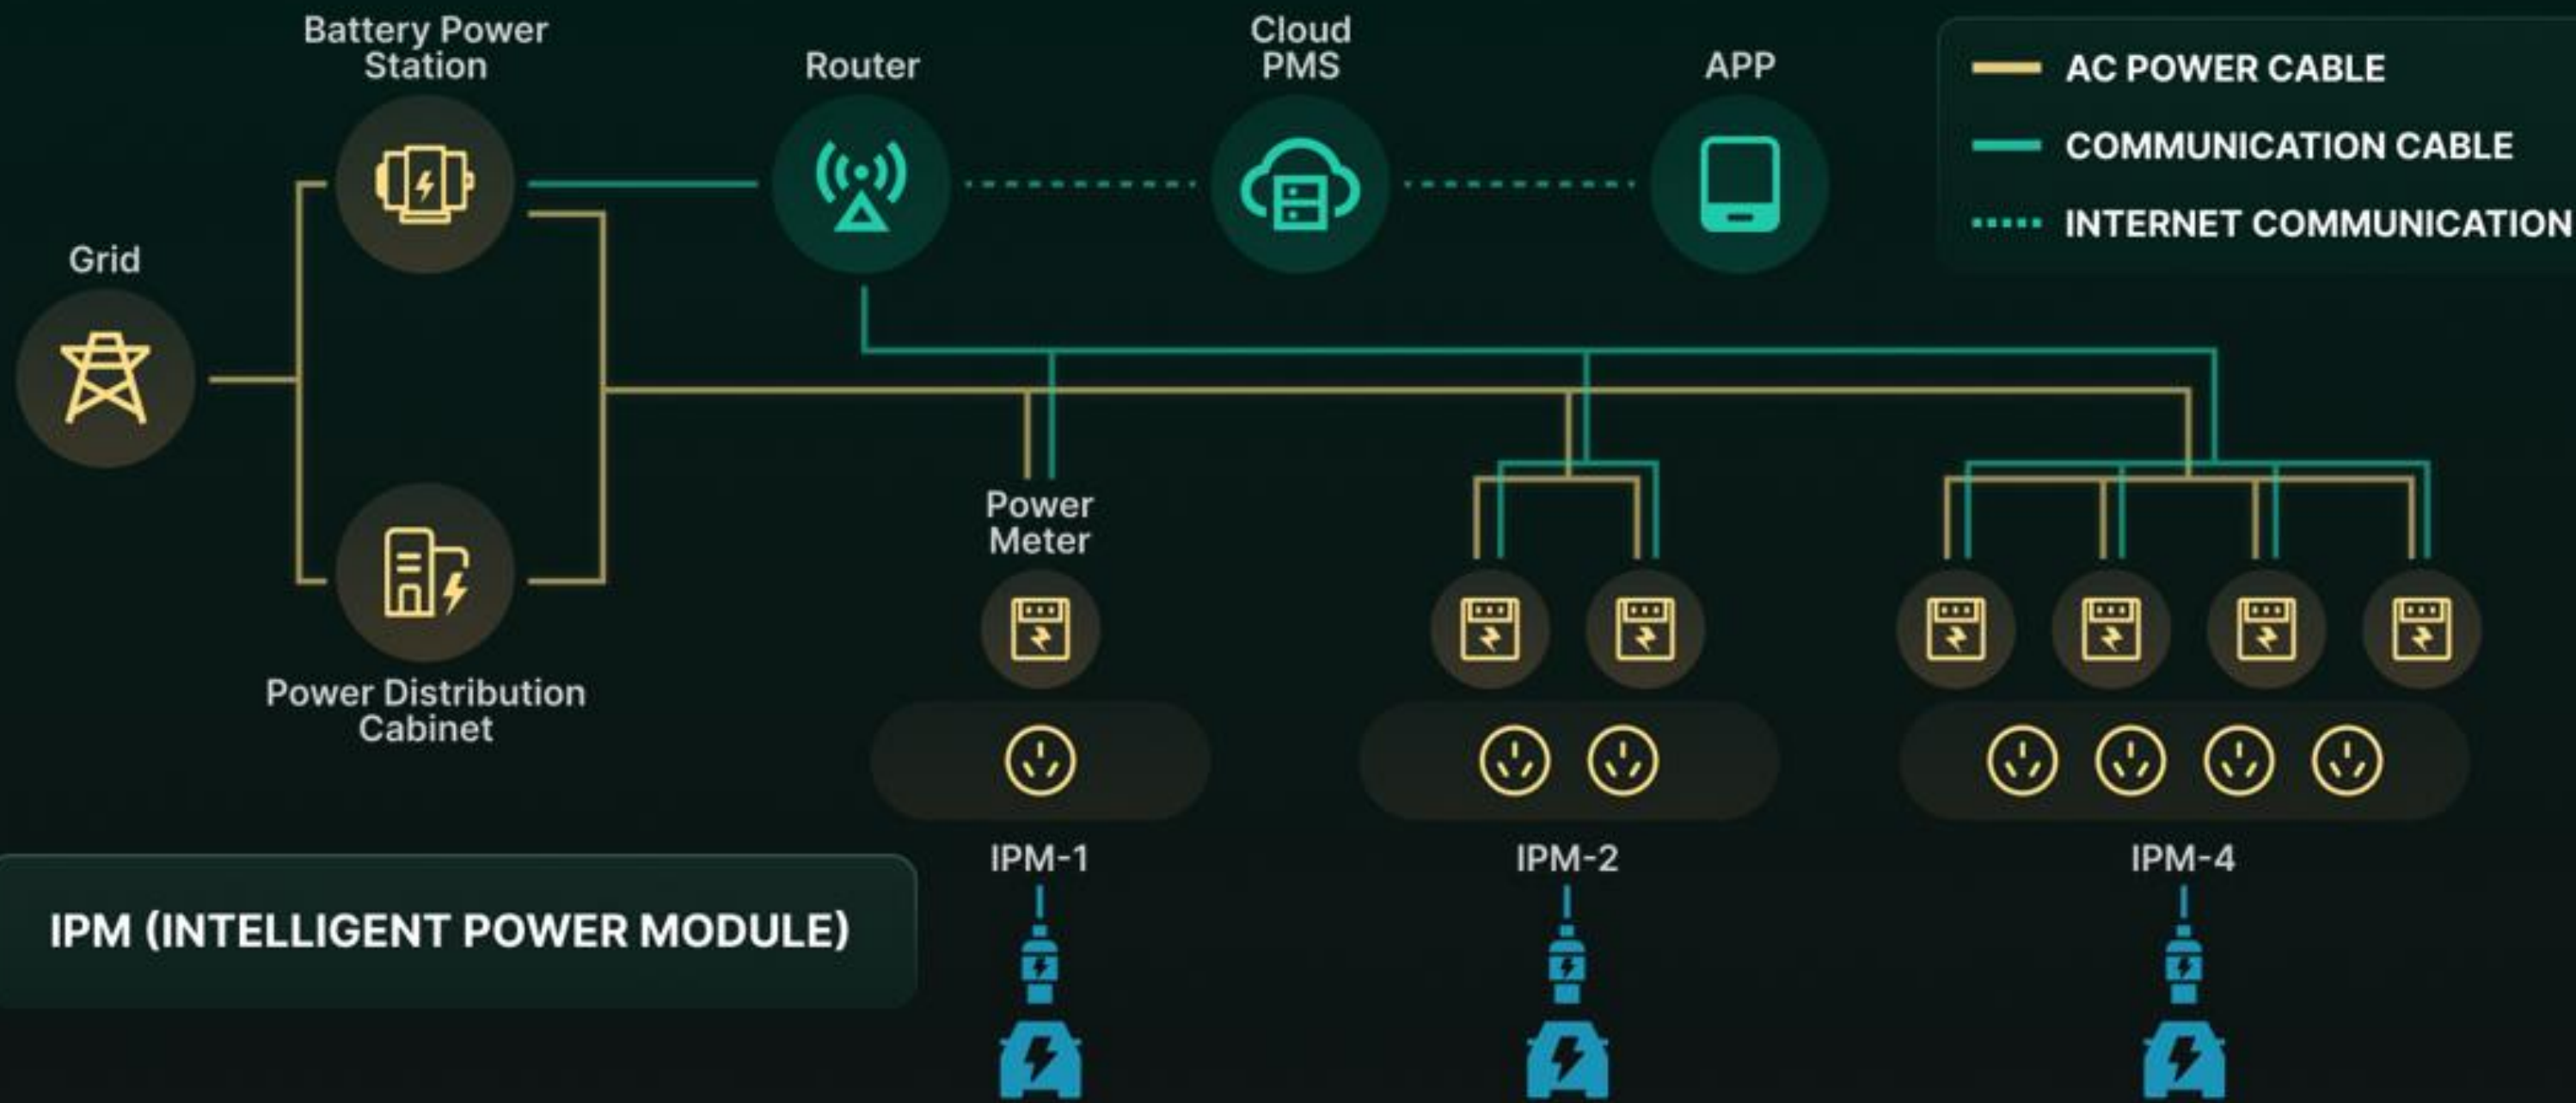 Battery Power
Station
Router
Cloud
PMS
APP
AC POWER CABLE
COMMUNICATION CABLE
INTERNET COMMUNICATION
Grid
Power
Meter
Power Distribution
Cabinet
IPM-1
IPM-2
IPM-4
IPM (INTELLIGENT POWER MODULE)